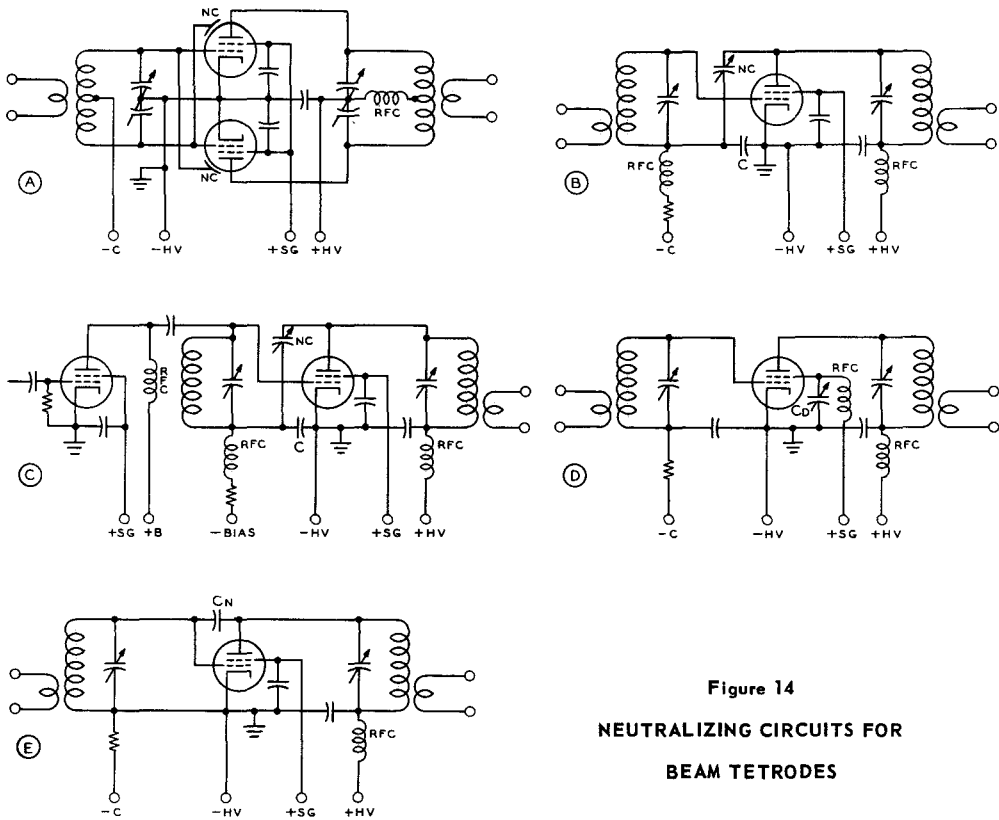 NC
NC
RFC
A
-C
-HV
+SG
+HV
NC
RFC
C
RFC
B
-C
-HV
+SG
+HV
RFC
NC
RFC
C
RFC
C
+SG
+B
-BIAS
-HV
+SG
+HV
RFC
CD
RFC
D
-C
-HV
+SG
+HV
CN
RFC
E
-C
-HV
+SG
+HV
Figure 14
NEUTRALIZING CIRCUITS FOR
BEAM TETRODES